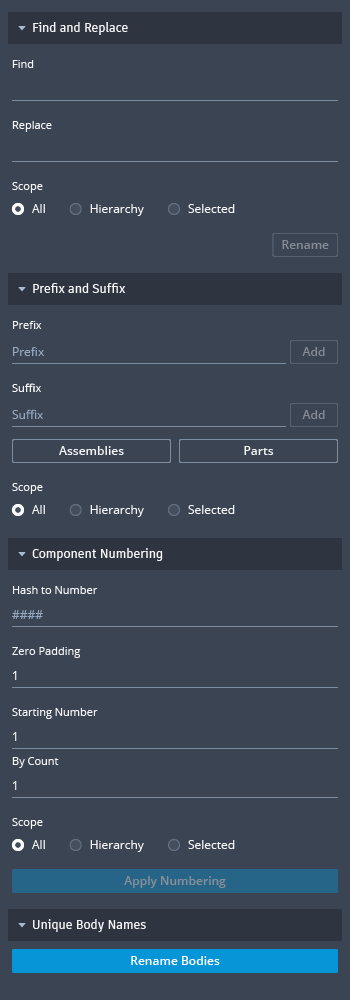 Find and Replace
Find
Replace
Scope
All Hierarchy Selected
Rename
Prefix and Suffix
Prefix
Prefix Add
Suffix
Suffix Add
Assemblies Parts
Scope
All Hierarchy Selected
Component Numbering
Hash to Number
####
Zero Padding
1
Starting Number
1
By Count
1
Scope
All Hierarchy Selected
Apply Numbering
Unique Body Names
Rename Bodies